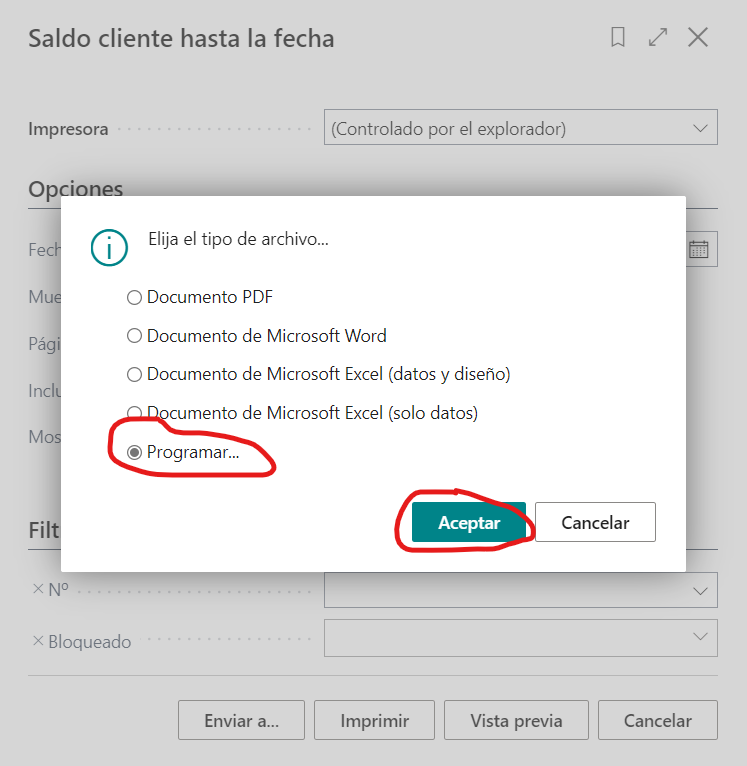 Saldo cliente hasta la fecha
Impresora
(Controlado por el explorador)
Opciones
Elija el tipo de archivo...
Documento PDF
Documento de Microsoft Word
Documento de Microsoft Excel (datos y diseño)
Documento de Microsoft Excel (solo datos)
Programar...
Aceptar
Cancelar
Fech
Mue
Pági
Inclu
Mos
Filt
Nº
Bloqueado
Enviar a...
Imprimir
Vista previa
Cancelar